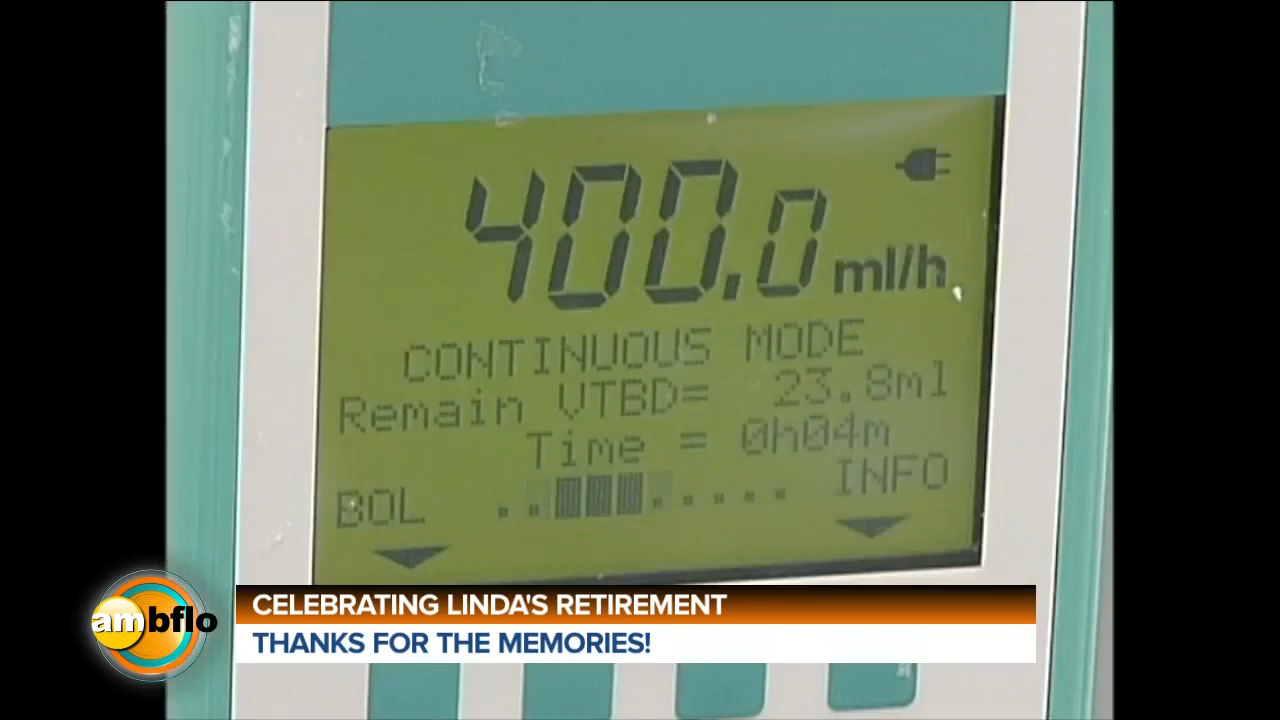 400.0 ml/h
CONTINUOUS MODE
Remain VTBD= 23.8ml
Time = 0h04m
BOL INFO
ambflo
CELEBRATING LINDA'S RETIREMENT
THANKS FOR THE MEMORIES!